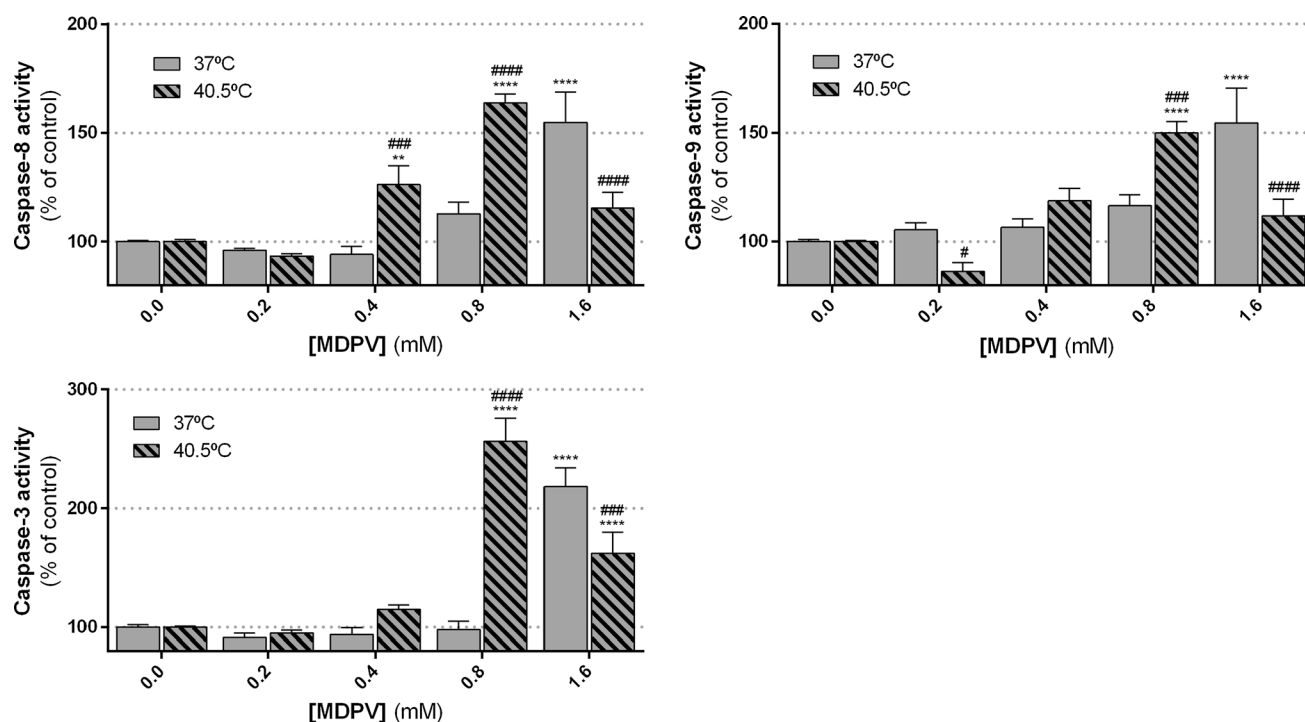 Caspase-8 activity
(% of control)
200
150
100
37ºC
40.5ºC
###
**
####
****
****
####
0.0
0.2
0.4
0.8
1.6
[MDPV] (mM)
Caspase-9 activity
(% of control)
200
150
100
37ºC
40.5ºC
#
###
****
****
####
0.0
0.2
0.4
0.8
1.6
[MDPV] (mM)
Caspase-3 activity
(% of control)
300
200
100
37ºC
40.5ºC
####
****
****
###
****
0.0
0.2
0.4
0.8
1.6
[MDPV] (mM)